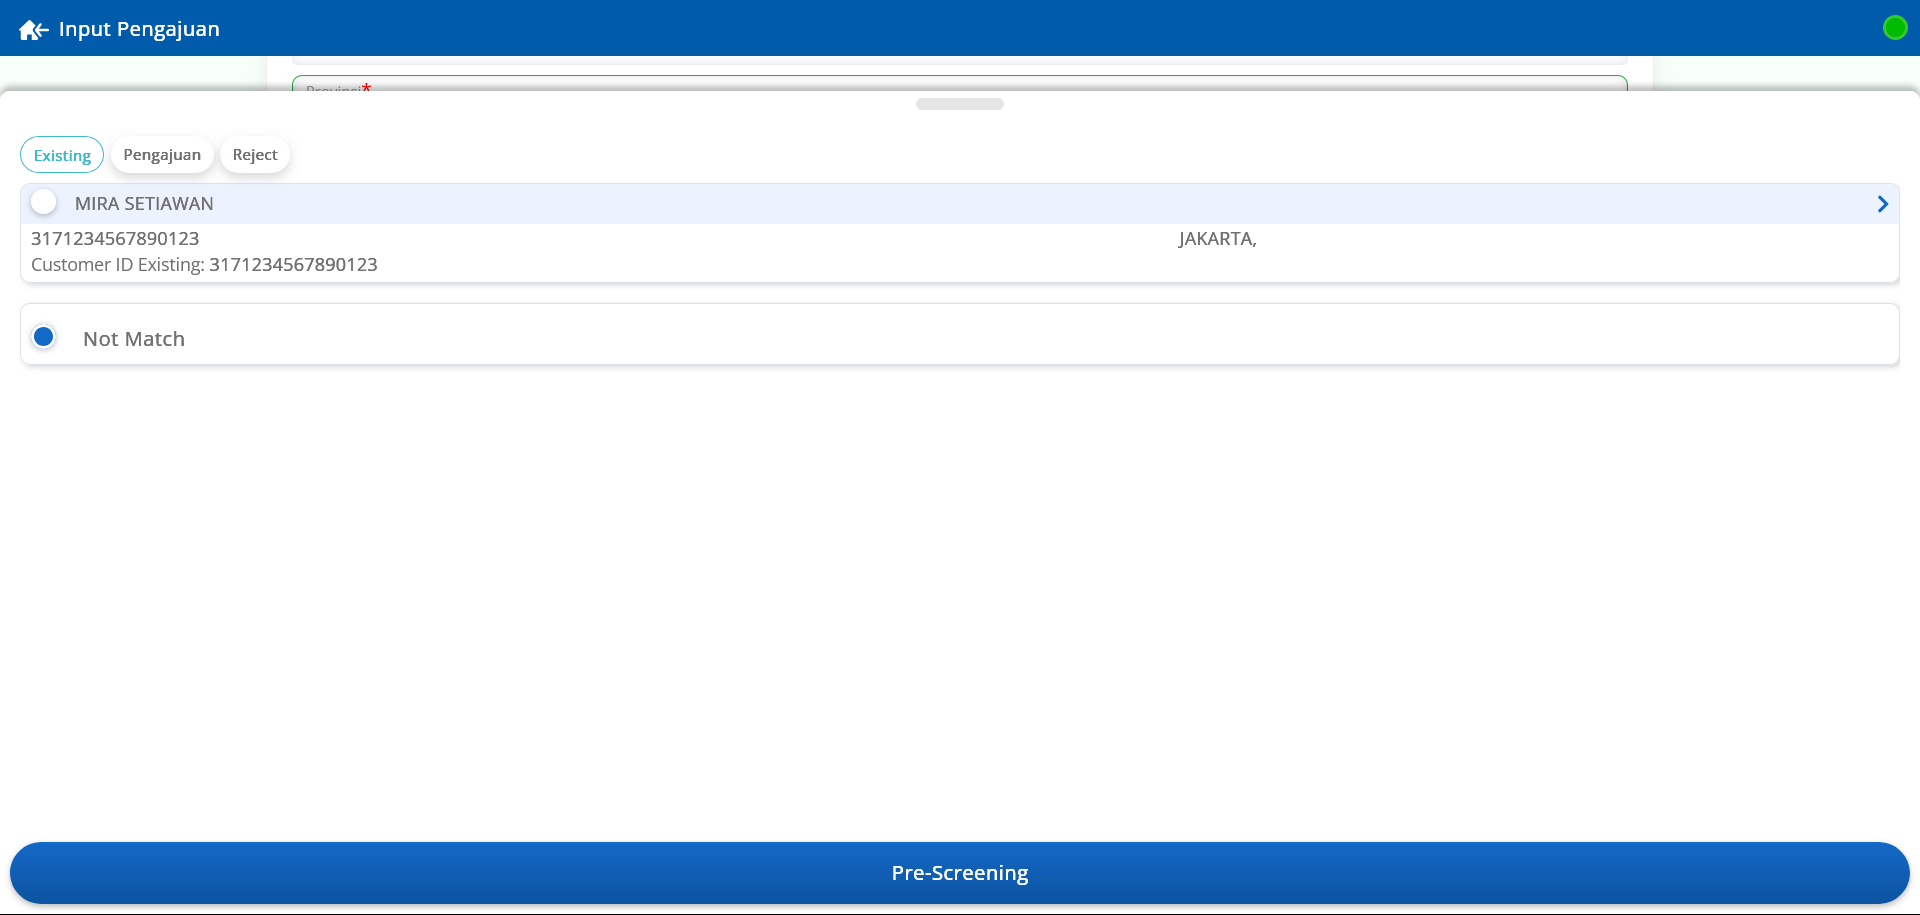 Input Pengajuan
Provinsi*
Existing
Pengajuan
Reject
MIRA SETIAWAN
3171234567890123
JAKARTA,
Customer ID Existing: 3171234567890123
Not Match
Pre-Screening